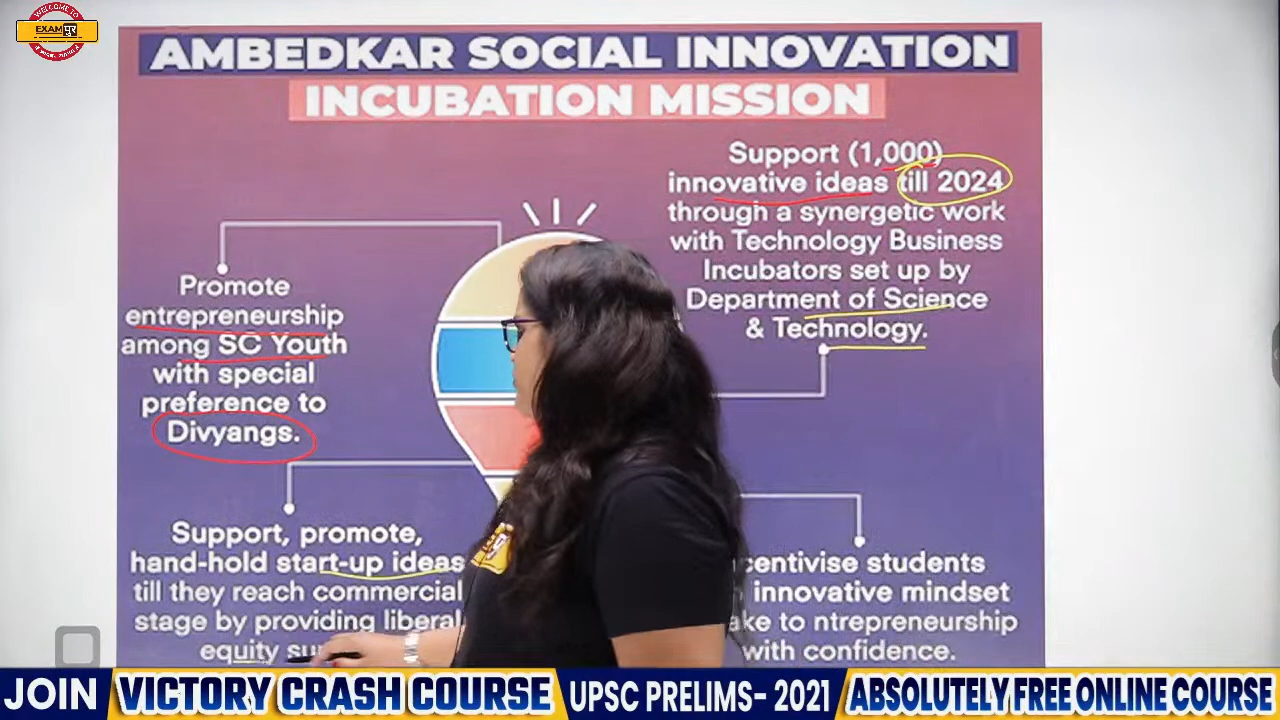 WELCOME TO
EXAM पुर
AMBEDKAR SOCIAL INNOVATION
INCUBATION MISSION
Support (1,000)
innovative ideas till 2024
through a synergetic work
with Technology Business
Incubators set up by
Department of Science
& Technology.
Promote
entrepreneurship
among SC Youth
with special
preference to
Divyangs.
Support, promote,
hand-hold start-up ideas
till they reach commercial
stage by providing liberal
equity su
centivise students
innovative mindset
ake to ntrepreneurship
with confidence.
JOIN VICTORY CRASH COURSE UPSC PRELIMS- 2021 ABSOLUTELY FREE ONLINE COURSE